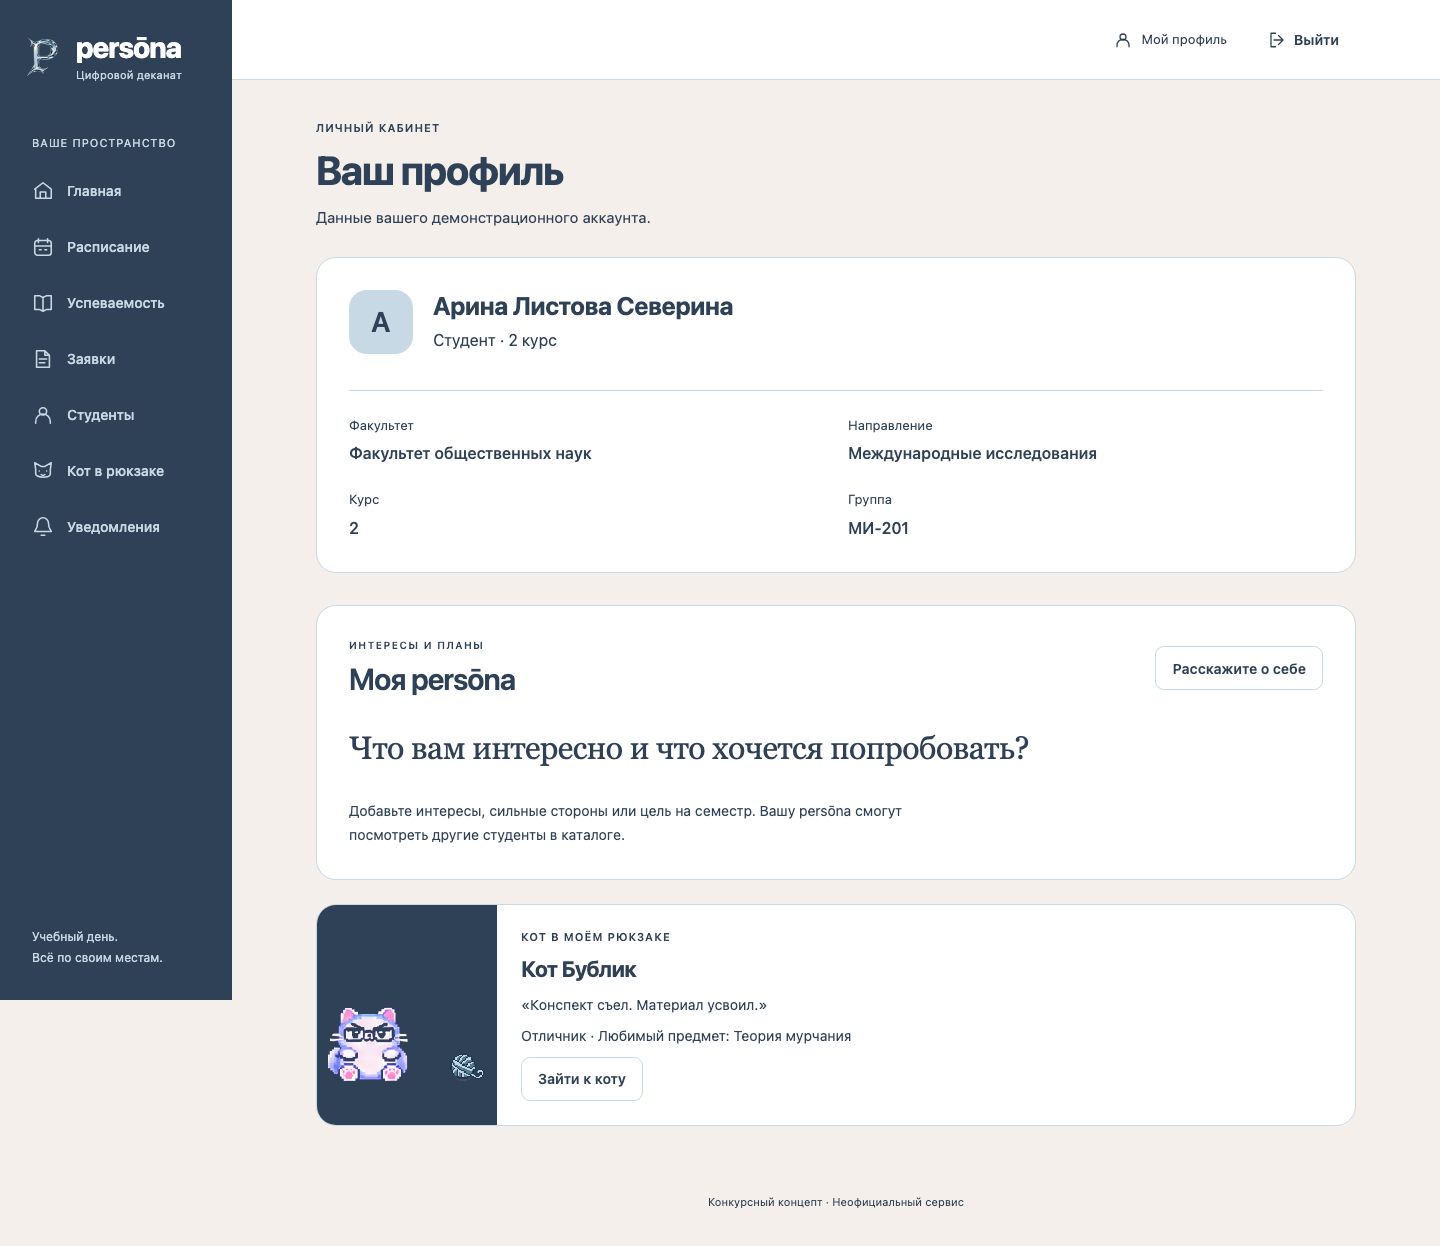 persōna
Цифровой деканат
ВАШЕ ПРОСТРАНСТВО
Главная
Расписание
Успеваемость
Заявки
Студенты
Кот в рюкзаке
Уведомления
Учебный день.
Всё по своим местам.
Мой профиль
Выйти
ЛИЧНЫЙ КАБИНЕТ
Ваш профиль
Данные вашего демонстрационного аккаунта.
А
Арина Листова Северина
Студент · 2 курс
Факультет
Факультет общественных наук
Направление
Международные исследования
Курс
2
Группа
МИ-201
ИНТЕРЕСЫ И ПЛАНЫ
Моя persōna
Расскажите о себе
Что вам интересно и что хочется попробовать?
Добавьте интересы, сильные стороны или цель на семестр. Вашу persōna смогут
посмотреть другие студенты в каталоге.
КОТ В МОЁМ РЮКЗАКЕ
Кот Бублик
«Конспект съел. Материал усвоил.»
Отличник · Любимый предмет: Теория мурчания
Зайти к коту
Конкурсный концепт · Неофициальный сервис